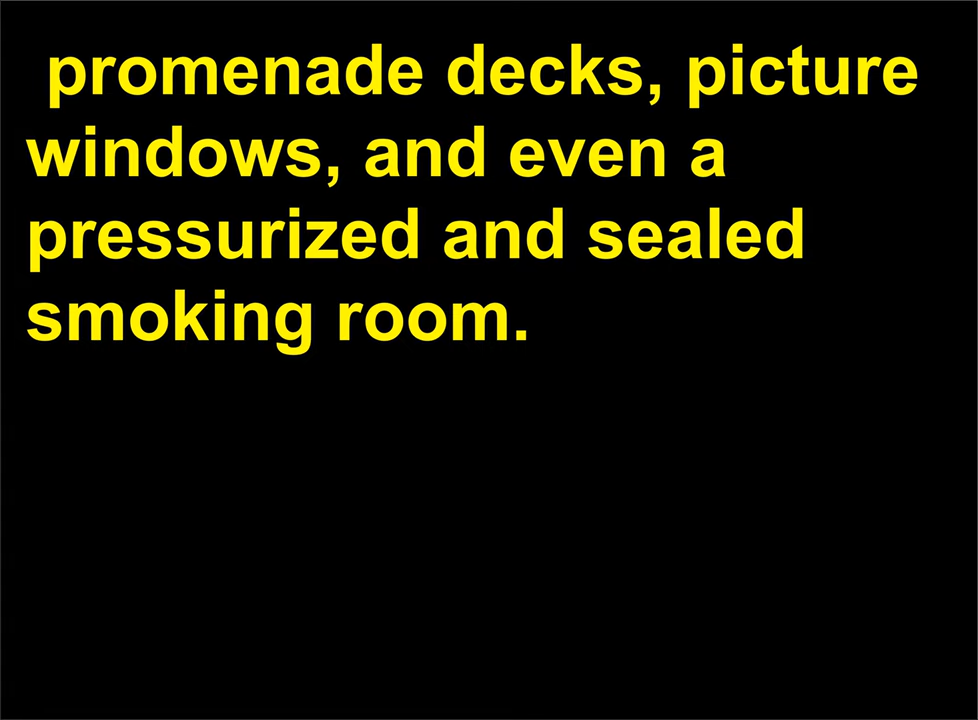 promenade decks, picture
windows, and even a
pressurized and sealed
smoking room.